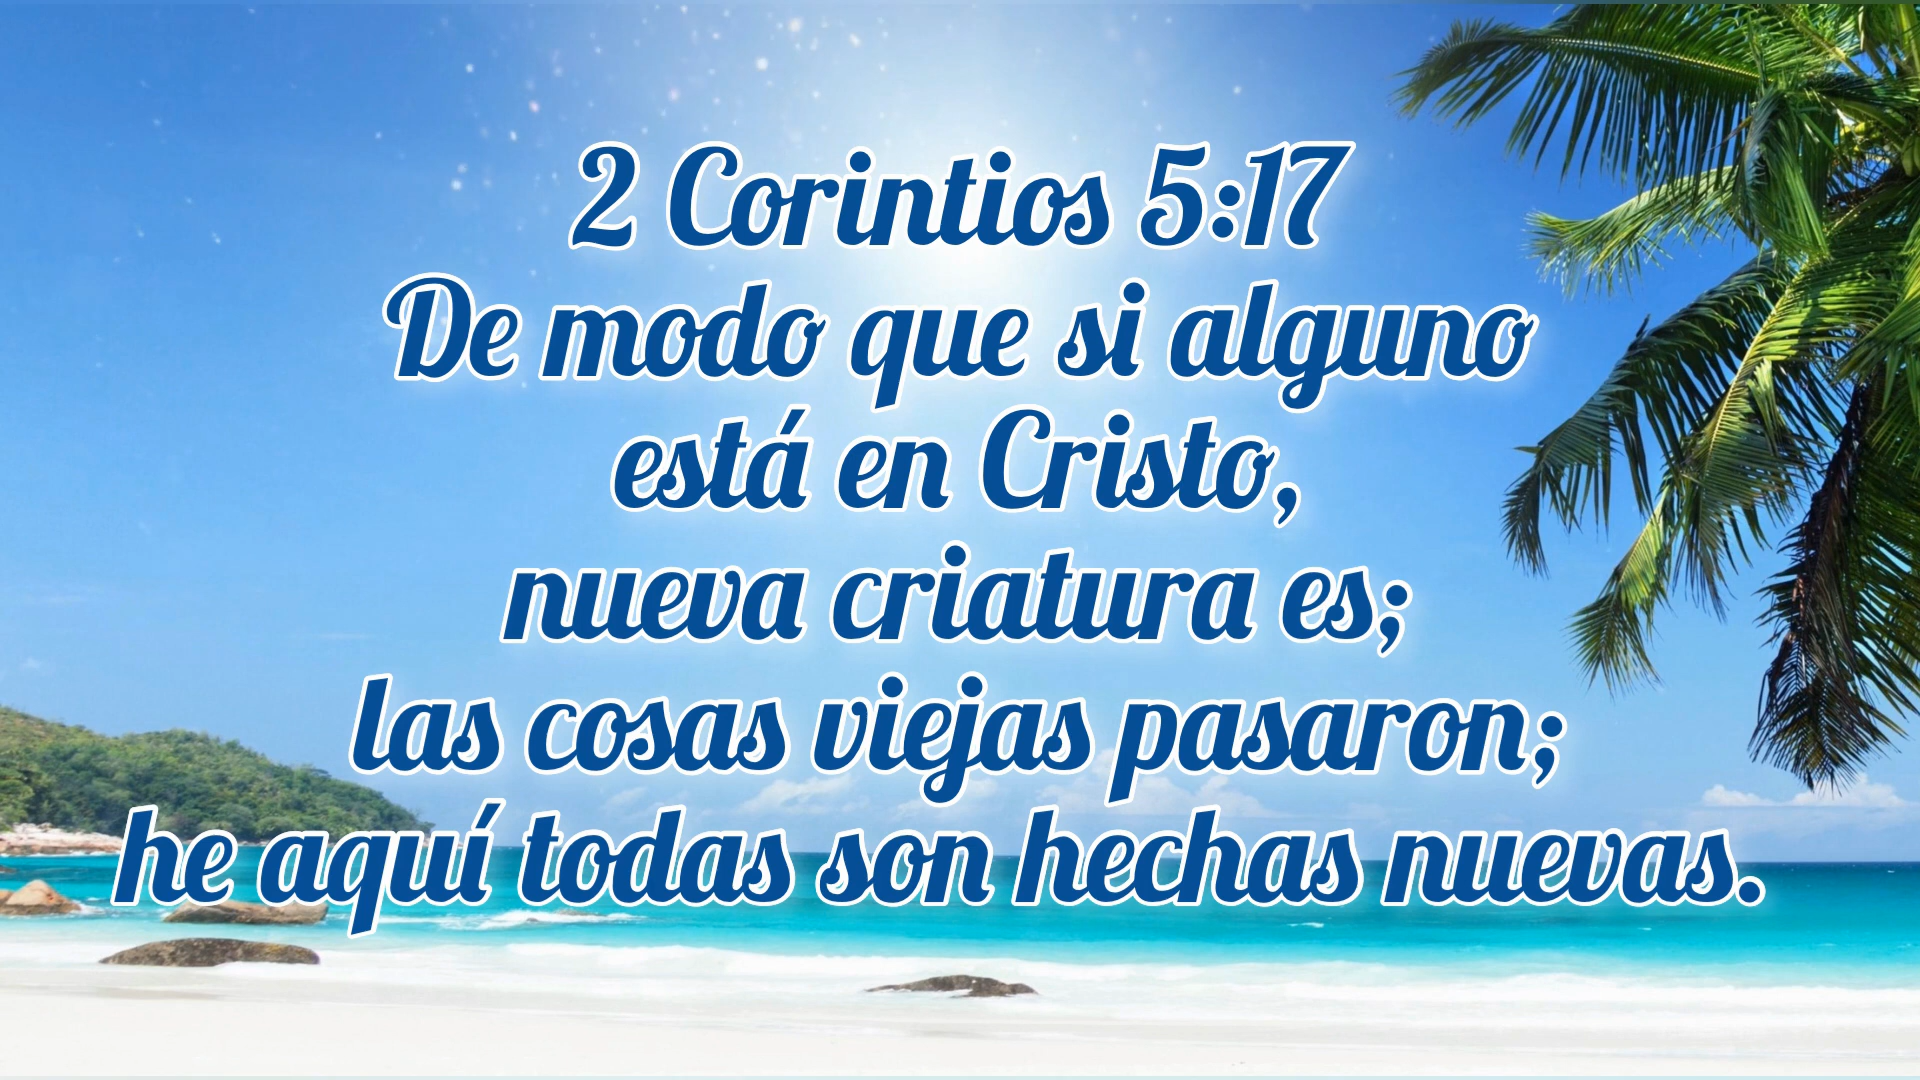 2 Corintios 5:17
De modo que si alguno
está en Cristo,
nueva criatura es;
las cosas viejas pasaron;
he aquí todas son hechas nuevas.